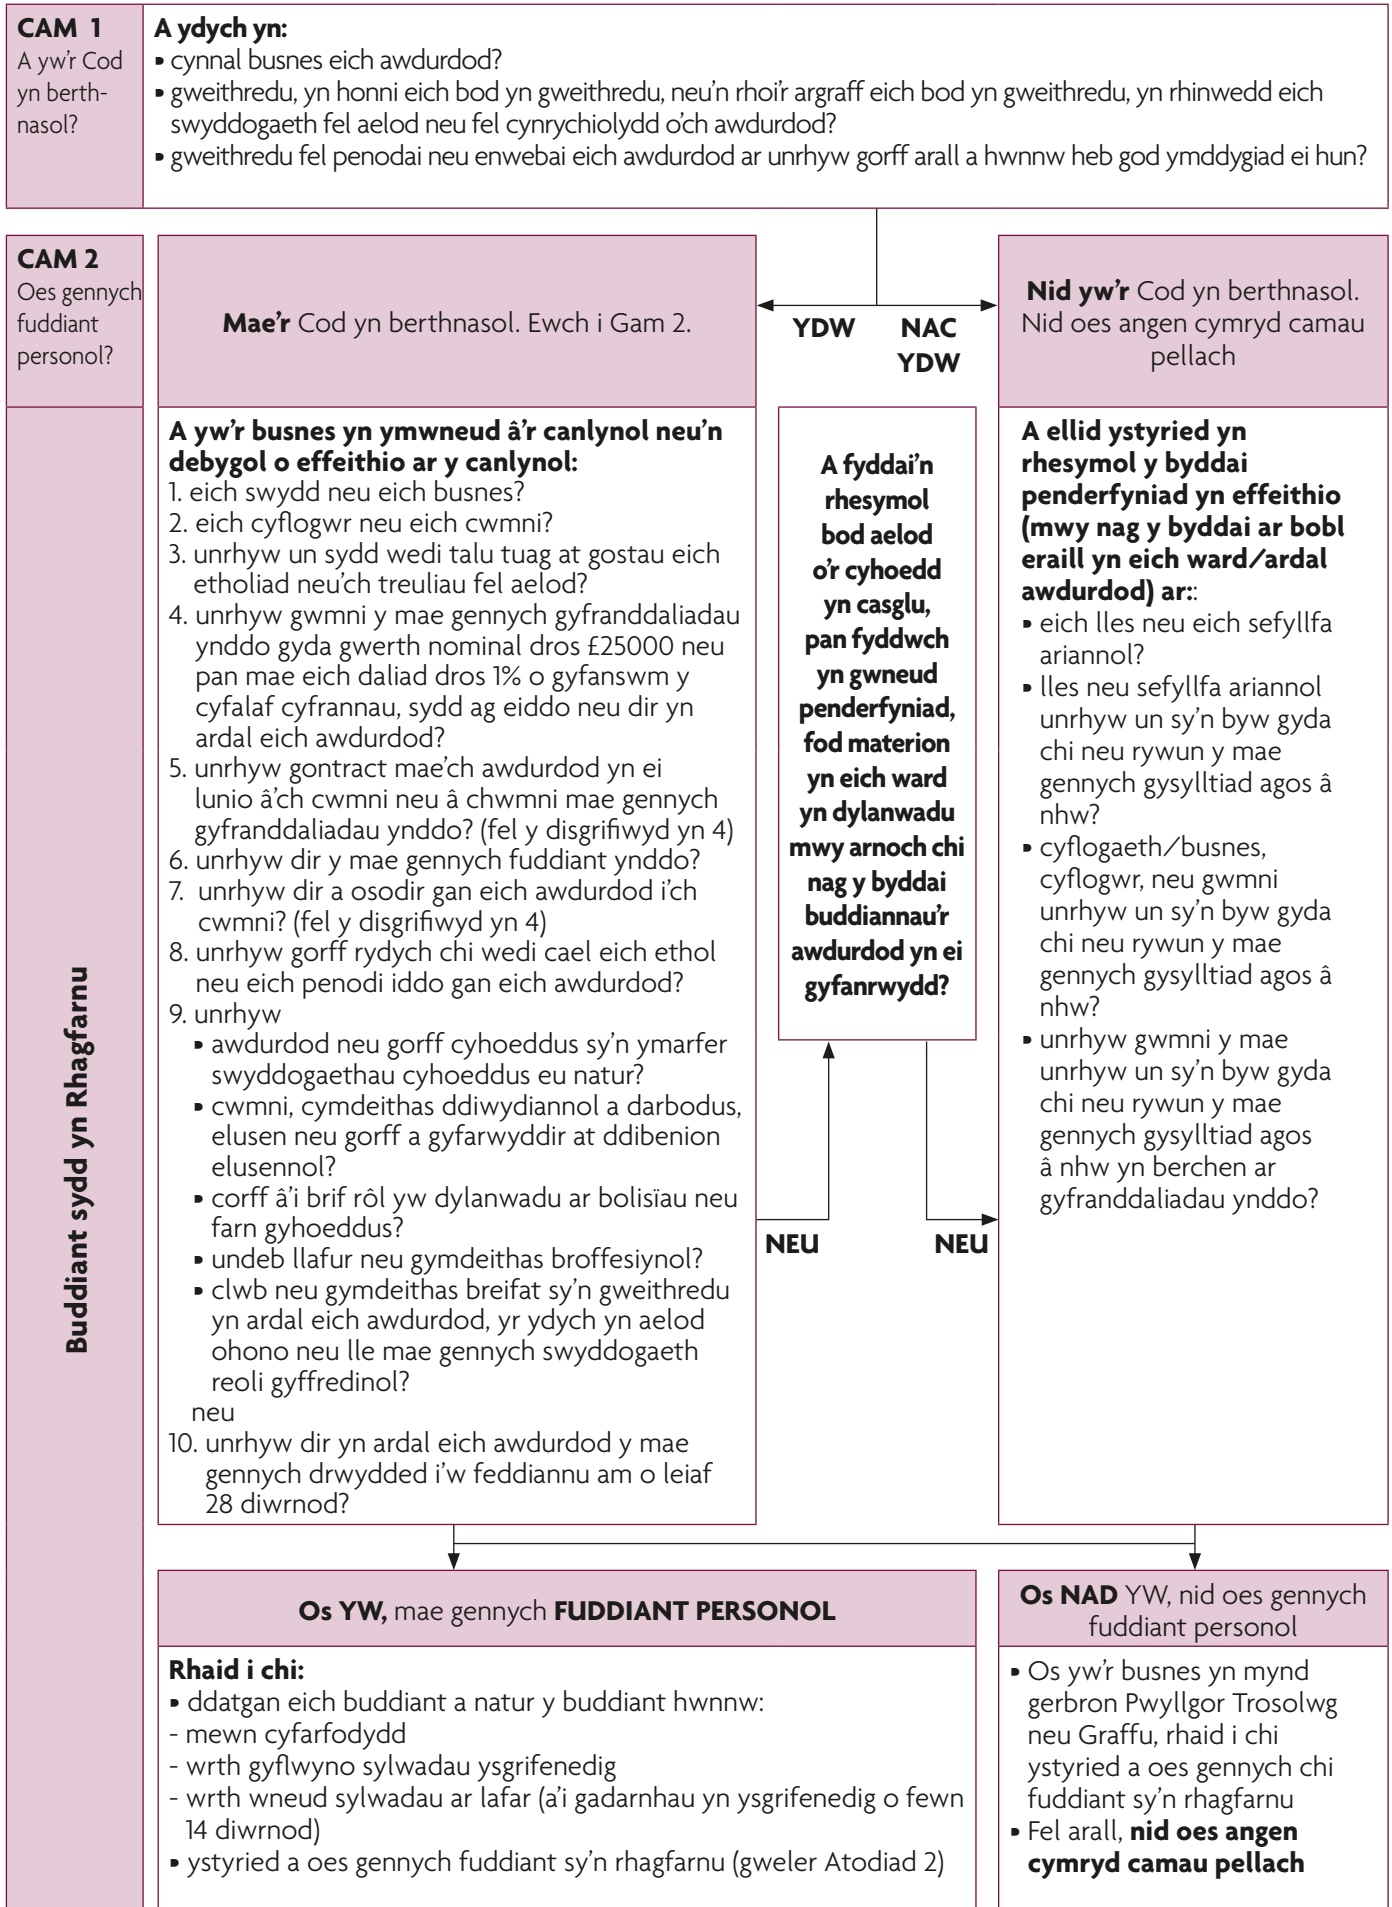 CAM 1
A yw'r Cod
yn berth-
nasol?
A ydych yn:
• cynnal busnes eich awdurdod?
• gweithredu, yn honni eich bod yn gweithredu, neu'n rhoi'r argraff eich bod yn gweithredu, yn rhinwedd eich
swyddogaeth fel aelod neu fel cynrychiolydd o'ch awdurdod?
• gweithredu fel penodai neu enwebai eich awdurdod ar unrhyw gorff arall a hwnnw heb god ymddygiad ei hun?
CAM 2
Oes gennych
fuddiant
personol?
Mae'r Cod yn berthnasol. Ewch i Gam 2.
YDW
NAC
YDW
Nid yw'r Cod yn berthnasol.
Nid oes angen cymryd camau
pellach
Buddiant sydd yn Rhagfarnu
A yw'r busnes yn ymwneud â'r canlynol neu'n
debygol o effeithio ar y canlynol:
1. eich swydd neu eich busnes?
2. eich cyflogwr neu eich cwmni?
3. unrhyw un sydd wedi talu tuag at gostau eich
etholiad neu'ch treuliau fel aelod?
4. unrhyw gwmni y mae gennych gyfranddaliadau
ynddo gyda gwerth nominal dros £25000 neu
pan mae eich daliad dros 1% o gyfanswm y
cyfalaf cyfrannau, sydd ag eiddo neu dir yn
ardal eich awdurdod?
5. unrhyw gontract mae'ch awdurdod yn ei
lunio â'ch cwmni neu â chwmni mae gennych
gyfranddaliadau ynddo? (fel y disgrifiwyd yn 4)
6. unrhyw dir y mae gennych fuddiant ynddo?
7. unrhyw dir a osodir gan eich awdurdod i'ch
cwmni? (fel y disgrifiwyd yn 4)
8. unrhyw gorff rydych chi wedi cael eich ethol
neu eich penodi iddo gan eich awdurdod?
9. unrhyw
• awdurdod neu gorff cyhoeddus sy'n ymarfer
swyddogaethau cyhoeddus eu natur?
• cwmni, cymdeithas ddiwydiannol a darbodus,
elusen neu gorff a gyfarwyddir at ddibenion
elusennol?
• corff â'i brif rôl yw dylanwadu ar bolisïau neu
farn gyhoeddus?
• undeb llafur neu gymdeithas broffesiynol?
• clwb neu gymdeithas breifat sy'n gweithredu
yn ardal eich awdurdod, yr ydych yn aelod
ohono neu lle mae gennych swyddogaeth
reoli gyffredinol?
neu
10. unrhyw dir yn ardal eich awdurdod y mae
gennych drwydded i'w feddiannu am o leiaf
28 diwrnod?
A fyddai'n
rhesymol
bod aelod
o'r cyhoedd
yn casglu,
pan fyddwch
yn gwneud
penderfyniad,
fod materion
yn eich ward
yn dylanwadu
mwy arnoch chi
nag y byddai
buddiannau'r
awdurdod yn ei
gyfanrwydd?
NEU
NEU
A ellid ystyried yn
rhesymol y byddai
penderfyniad yn effeithio
(mwy nag y byddai ar bobl
eraill yn eich ward/ardal
awdurdod) ar::
• eich lles neu eich sefyllfa
ariannol?
• lles neu sefyllfa ariannol
unrhyw un sy'n byw gyda
chi neu rywun y mae
gennych gysylltiad agos â
nhw?
• cyflogaeth/busnes,
cyflogwr, neu gwmni
unrhyw un sy'n byw gyda
chi neu rywun y mae
gennych gysylltiad agos â
nhw?
• unrhyw gwmni y mae
unrhyw un sy'n byw gyda
chi neu rywun y mae
gennych gysylltiad agos
â nhw yn berchen ar
gyfranddaliadau ynddo?
Os YW, mae gennych FUDDIANT PERSONOL
Rhaid i chi:
• ddatgan eich buddiant a natur y buddiant hwnnw:
- mewn cyfarfodydd
- wrth gyflwyno sylwadau ysgrifenedig
- wrth wneud sylwadau ar lafar (a'i gadarnhau yn ysgrifenedig o fewn
14 diwrnod)
• ystyried a oes gennych fuddiant sy'n rhagfarnu (gweler Atodiad 2)
Os NAD YW, nid oes gennych
fuddiant personol
• Os yw'r busnes yn mynd
gerbron Pwyllgor Trosolwg
neu Graffu, rhaid i chi
ystyried a oes gennych chi
fuddiant sy'n rhagfarnu
• Fel arall, nid oes angen
cymryd camau pellach